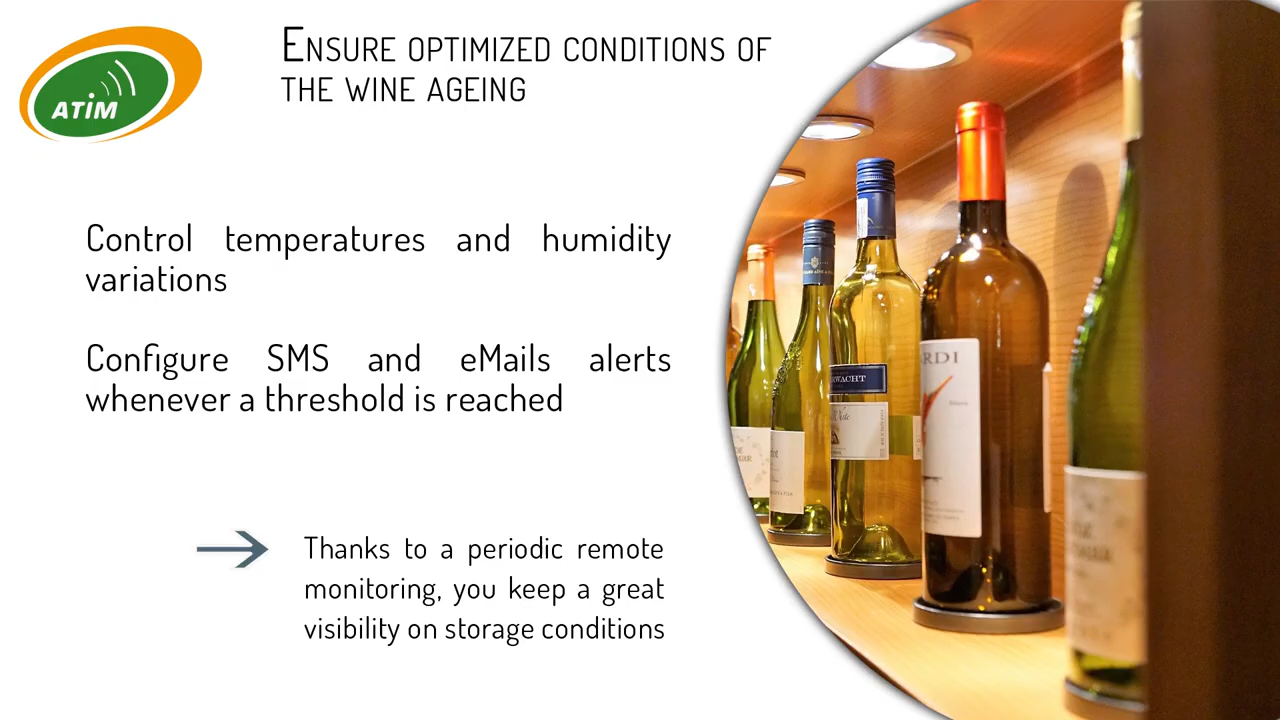 ATIM
Ensure optimized conditions of
the wine ageing
Control temperatures and humidity
variations
Configure SMS and eMails alerts
whenever a threshold is reached
Thanks to a periodic remote
monitoring, you keep a great
visibility on storage conditions